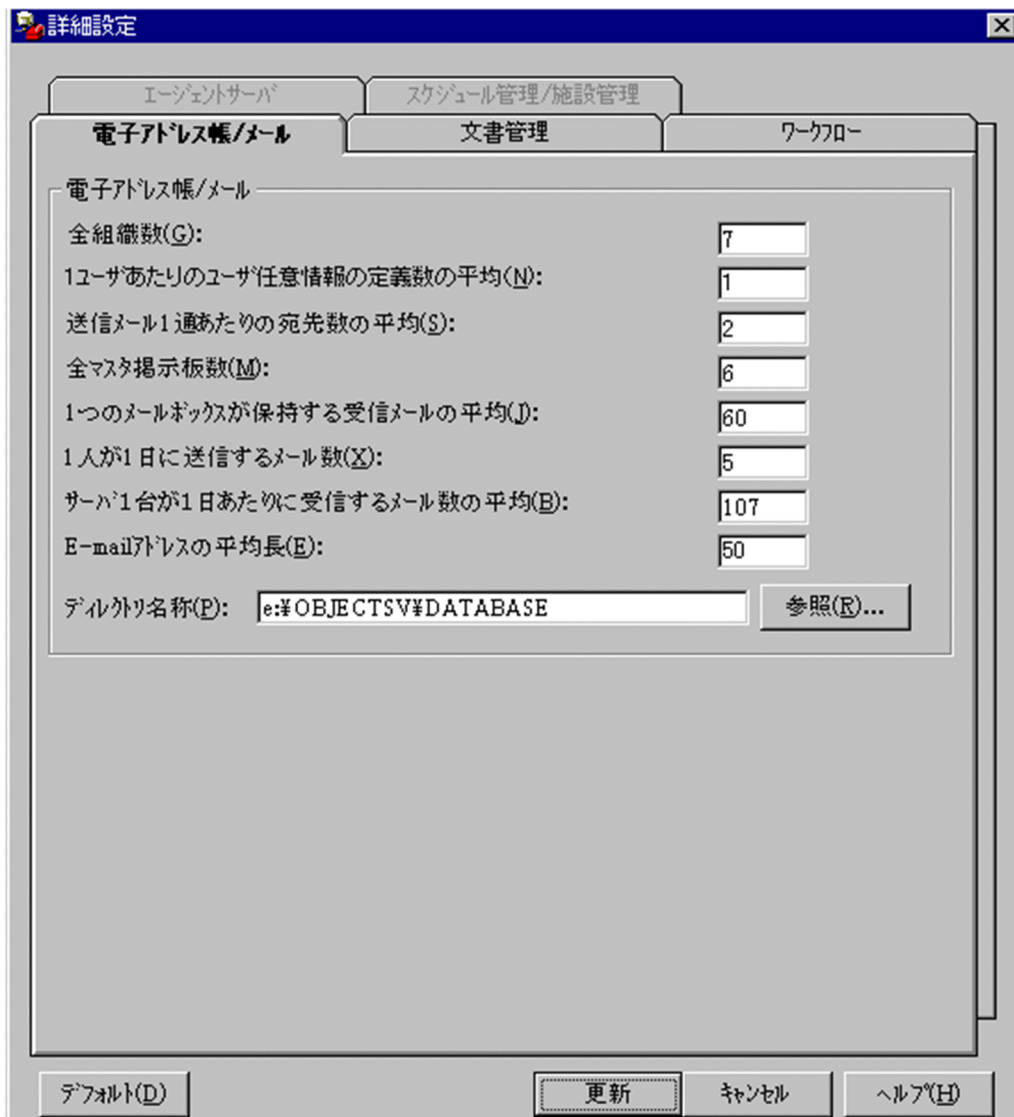 詳細設定
ｴｰｼﾞｪﾝﾄｻｰﾊﾞ ｽｹｼﾞｭｰﾙ管理/施設管理
電子ｱﾄﾞﾚｽ帳/ﾒｰﾙ 文書管理 ﾜｰｸﾌﾛｰ
電子ｱﾄﾞﾚｽ帳/ﾒｰﾙ
全組織数(G): 7
1ﾕｰｻﾞあたりのﾕｰｻﾞ任意情報の定義数の平均(N): 1
送信ﾒｰﾙ1通あたりの宛先数の平均(S): 2
全ﾏｽﾀ掲示板数(M): 6
1つのﾒｰﾙﾎﾞｯｸｽが保持する受信ﾒｰﾙの平均(J): 60
1人が1日に送信するﾒｰﾙ数(X): 5
ｻｰﾊﾞ1台が1日あたりに受信するﾒｰﾙ数の平均(B): 107
E-mailｱﾄﾞﾚｽの平均長(E): 50
ﾃﾞｨﾚｸﾄﾘ名称(P): e:¥OBJECTSV¥DATABASE 参照(R)...
ﾃﾞﾌｫﾙﾄ(D) 更新 ｷｬﾝｾﾙ ﾍﾙﾌﾟ(H)